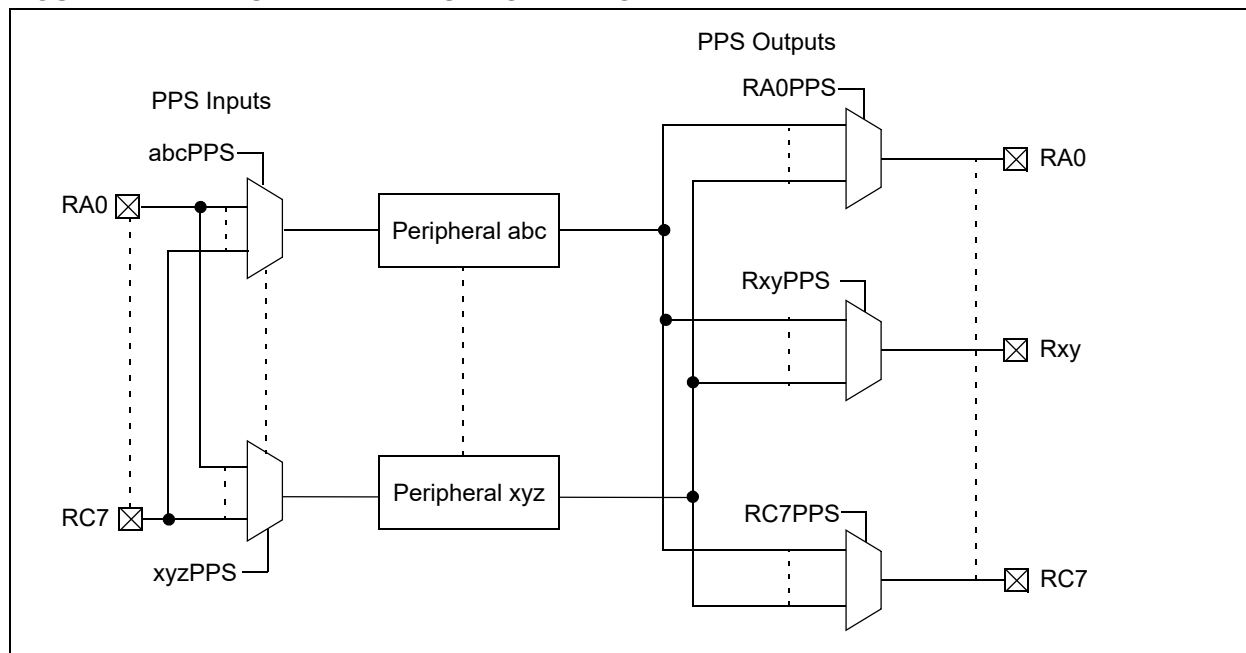 PPS Outputs
RA0PPS
PPS Inputs
abcPPS
RA0
RA0
Peripheral abc
RxyPPS
Rxy
Peripheral xyz
RC7
RC7PPS
xyzPPS
RC7